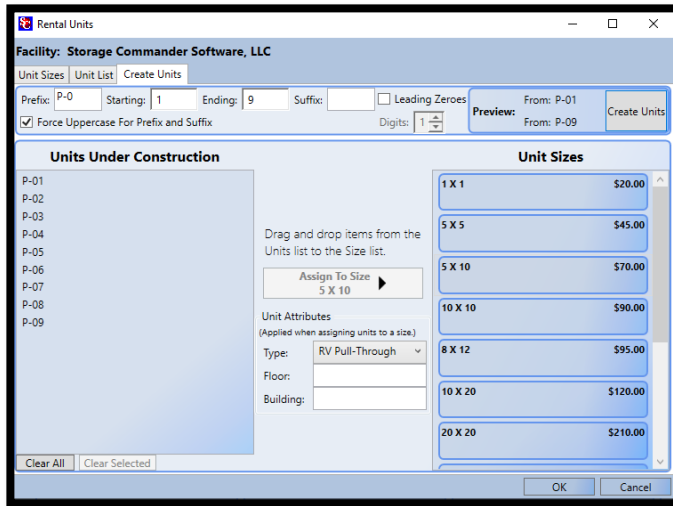 Rental Units
Facility: Storage Commander Software, LLC
Unit Sizes Unit List Create Units
Prefix: P-0 Starting: 1 Ending: 9 Suffix: Leading Zeroes
Force Uppercase For Prefix and Suffix Digits: 1
Preview: From: P-01
From: P-09
Create Units
Units Under Construction
P-01
P-02
P-03
P-04
P-05
P-06
P-07
P-08
P-09
Clear All Clear Selected
Drag and drop items from the
Units list to the Size list.
Assign To Size
5 X 10
Unit Attributes
(Applied when assigning units to a size.)
Type: RV Pull-Through
Floor:
Building:
Unit Sizes
1 X 1 $20.00
5 X 5 $45.00
5 X 10 $70.00
10 X 10 $90.00
8 X 12 $95.00
10 X 20 $120.00
20 X 20 $210.00
OK Cancel